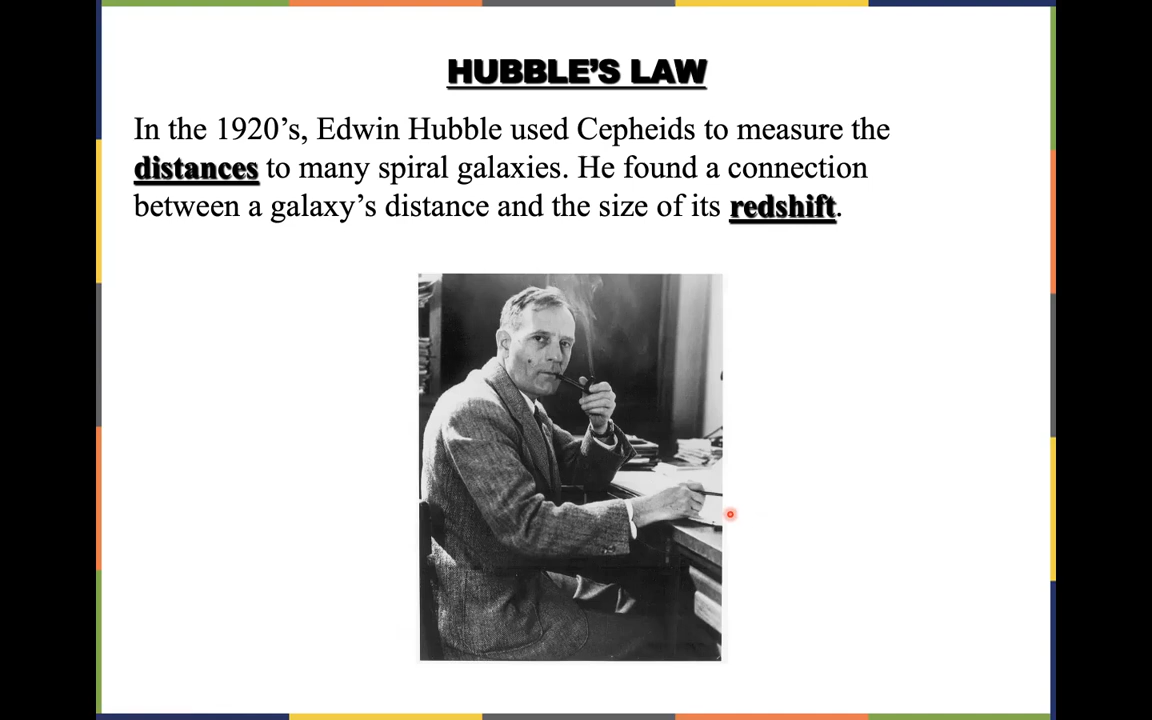 HUBBLE’S LAW
In the 1920’s, Edwin Hubble used Cepheids to measure the
distances to many spiral galaxies. He found a connection
between a galaxy’s distance and the size of its redshift.